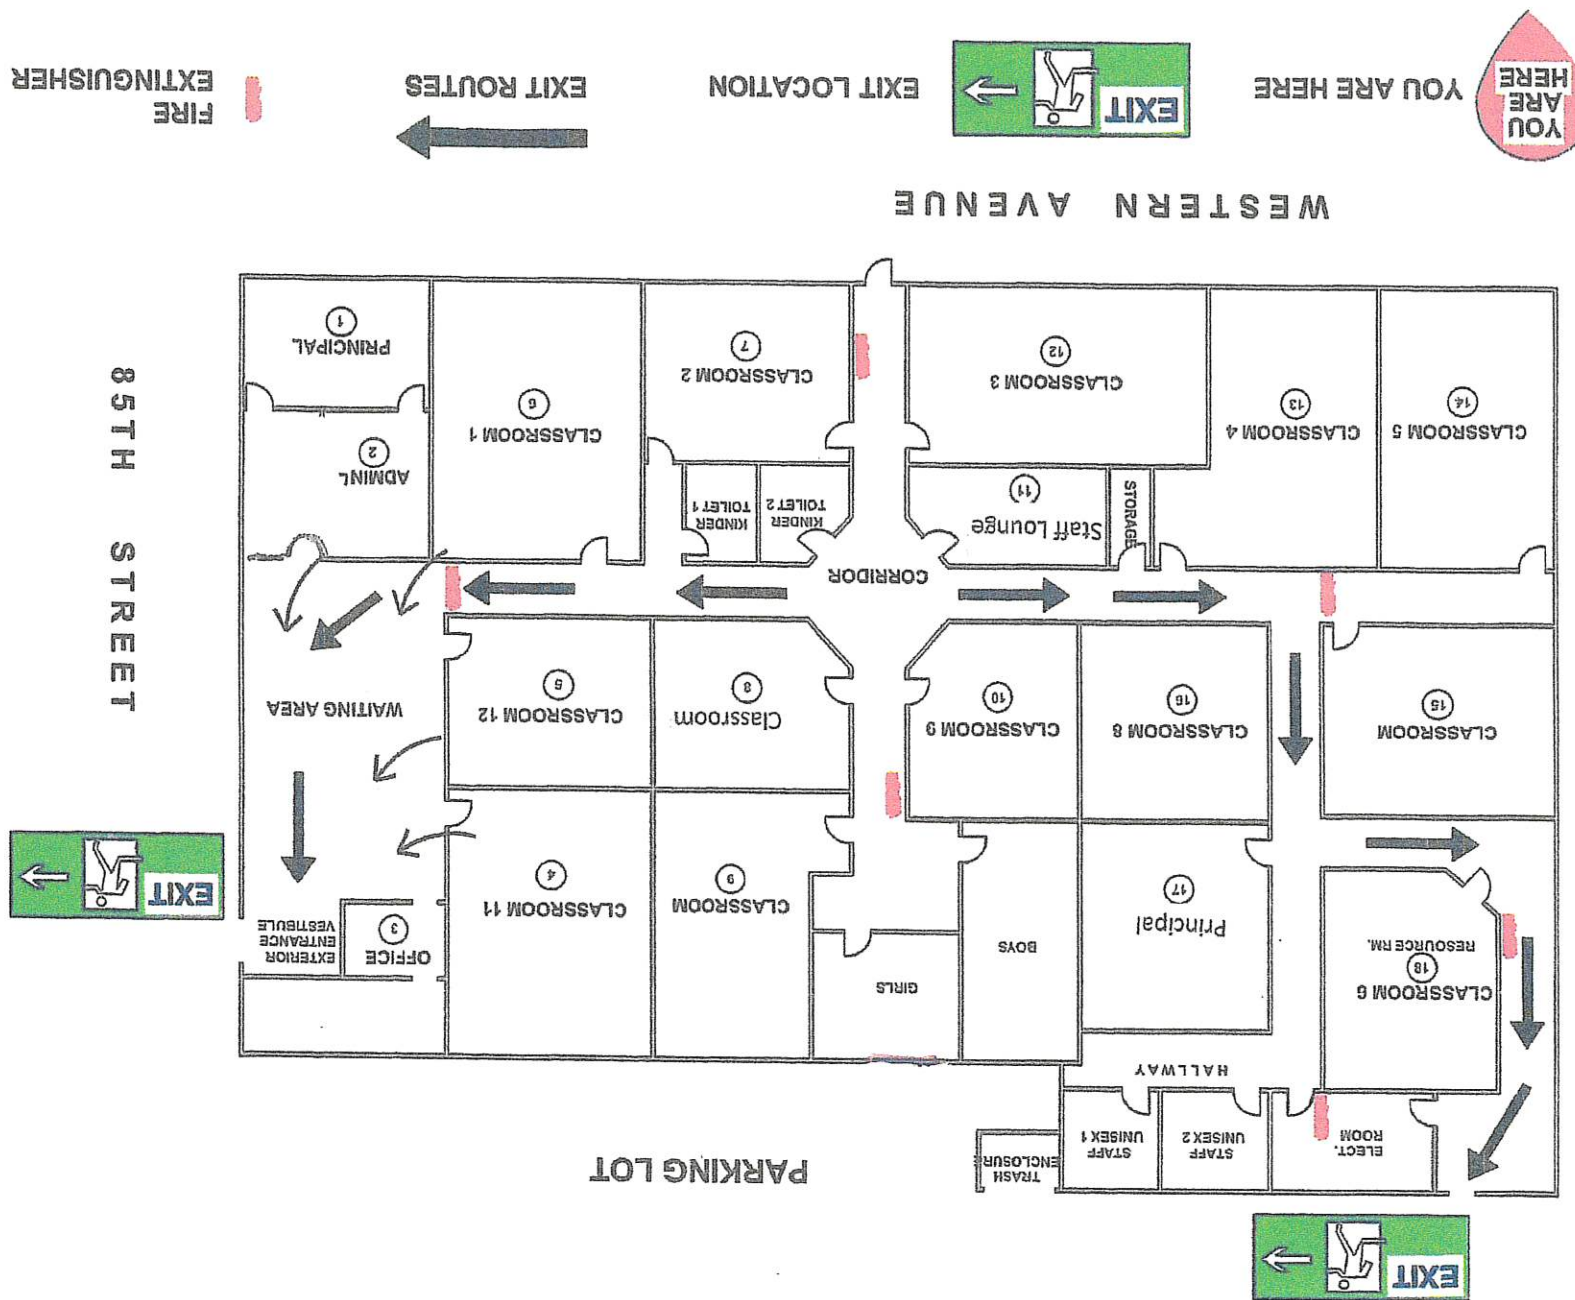 EXIT
PARKING LOT
TRASH
ENCLOSURE
STAFF
UNISEX 1
STAFF
UNISEX 2
ELECT.
ROOM
HALLWAY
CLASSROOM 6
18
RESOURCE RM.
Principal
17
BOYS
GIRLS
CLASSROOM
9
CLASSROOM 11
4
OFFICE
3
EXTERIOR
ENTRANCE
VESTIBULE
EXIT
CLASSROOM
15
CLASSROOM 8
16
CLASSROOM 9
10
Classroom
8
CLASSROOM 12
5
WAITING AREA
85TH STREET
CORRIDOR
CLASSROOM 5
14
CLASSROOM 4
13
STORAGE
Staff Lounge
11
CLASSROOM 3
12
KINDER
TOILET 2
KINDER
TOILET 1
CLASSROOM 2
7
CLASSROOM 1
6
ADMIN'L
2
PRINCIPAL
1
WESTERN AVENUE
YOU
ARE
HERE
YOU ARE HERE
EXIT
EXIT LOCATION
EXIT ROUTES
FIRE
EXTINGUISHER